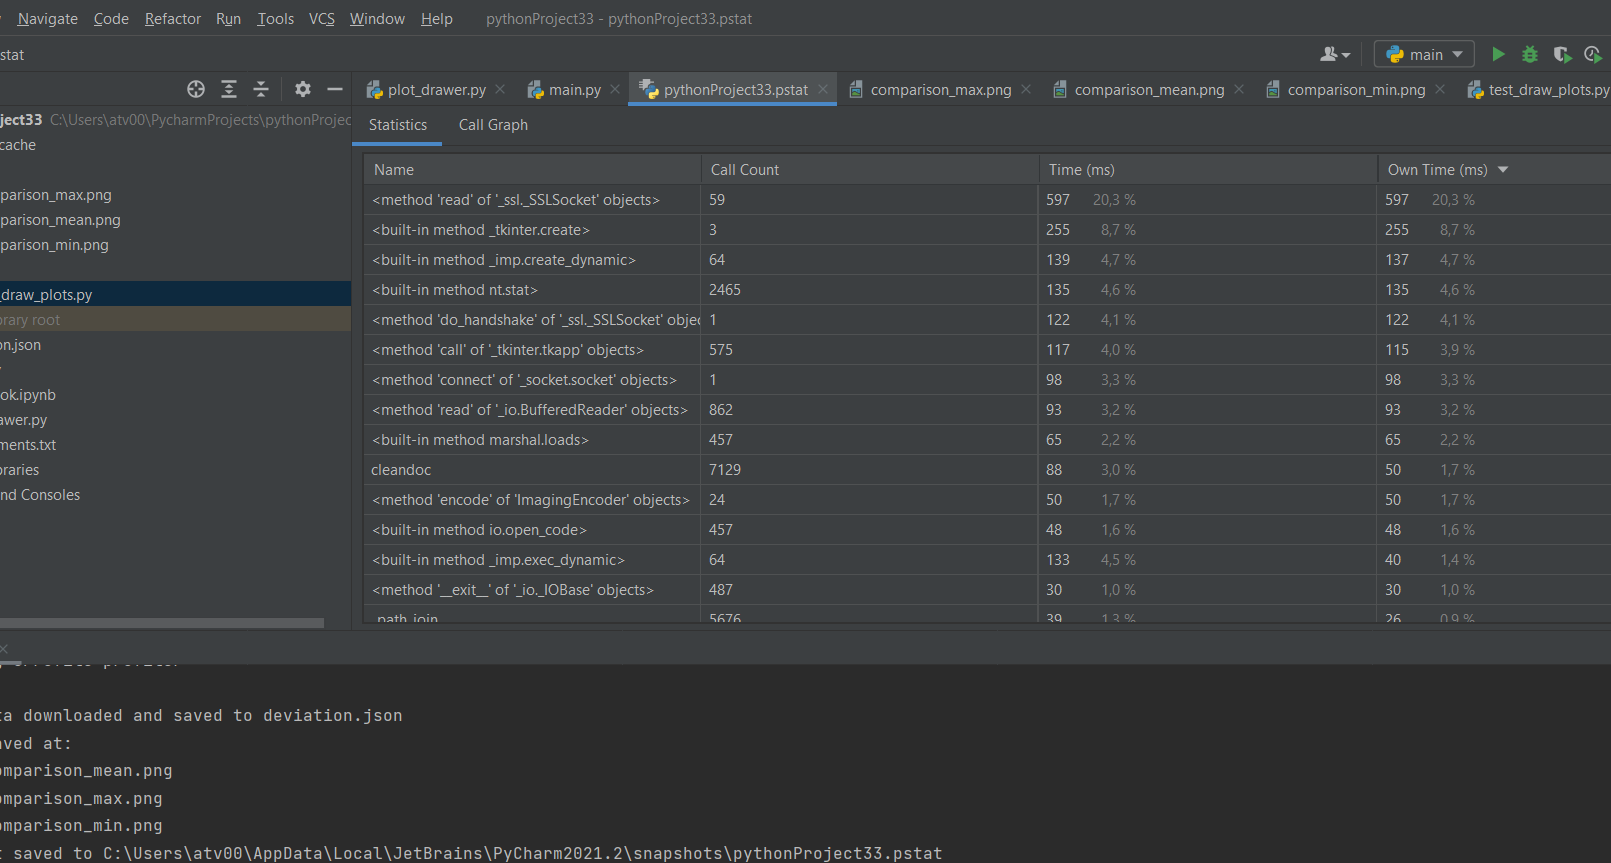 Navigate Code Refactor Run Tools VCS Window Help pythonProject33 - pythonProject33.pstat
stat
main
plot_drawer.py main.py pythonProject33.pstat comparison_max.png comparison_mean.png comparison_min.png test_draw_plots.py
ject33 C:\Users\atv00\PycharmProjects\pythonProjec
cache
parison_max.png
parison_mean.png
parison_min.png
_draw_plots.py
brary root
on.json
ok.ipynb
awer.py
ments.txt
braries
nd Consoles
Statistics Call Graph
Name Call Count Time (ms) Own Time (ms)
<method 'read' of '_ssl._SSLSocket' objects> 59 597 20,3 % 597 20,3 %
<built-in method _tkinter.create> 3 255 8,7 % 255 8,7 %
<built-in method _imp.create_dynamic> 64 139 4,7 % 137 4,7 %
<built-in method nt.stat> 2465 135 4,6 % 135 4,6 %
<method 'do_handshake' of '_ssl._SSLSocket' objec 1 122 4,1 % 122 4,1 %
<method 'call' of '_tkinter.tkapp' objects> 575 117 4,0 % 115 3,9 %
<method 'connect' of '_socket.socket' objects> 1 98 3,3 % 98 3,3 %
<method 'read' of '_io.BufferedReader' objects> 862 93 3,2 % 93 3,2 %
<built-in method marshal.loads> 457 65 2,2 % 65 2,2 %
cleandoc 7129 88 3,0 % 50 1,7 %
<method 'encode' of 'ImagingEncoder' objects> 24 50 1,7 % 50 1,7 %
<built-in method io.open_code> 457 48 1,6 % 48 1,6 %
<built-in method _imp.exec_dynamic> 64 133 4,5 % 40 1,4 %
<method '__exit__' of '_io._IOBase' objects> 487 30 1,0 % 30 1,0 %
_path_join 5676 39 1,3 % 26 0,9 %
ta downloaded and saved to deviation.json
aved at:
omparison_mean.png
omparison_max.png
omparison_min.png
t saved to C:\Users\atv00\AppData\Local\JetBrains\PyCharm2021.2\snapshots\pythonProject33.pstat